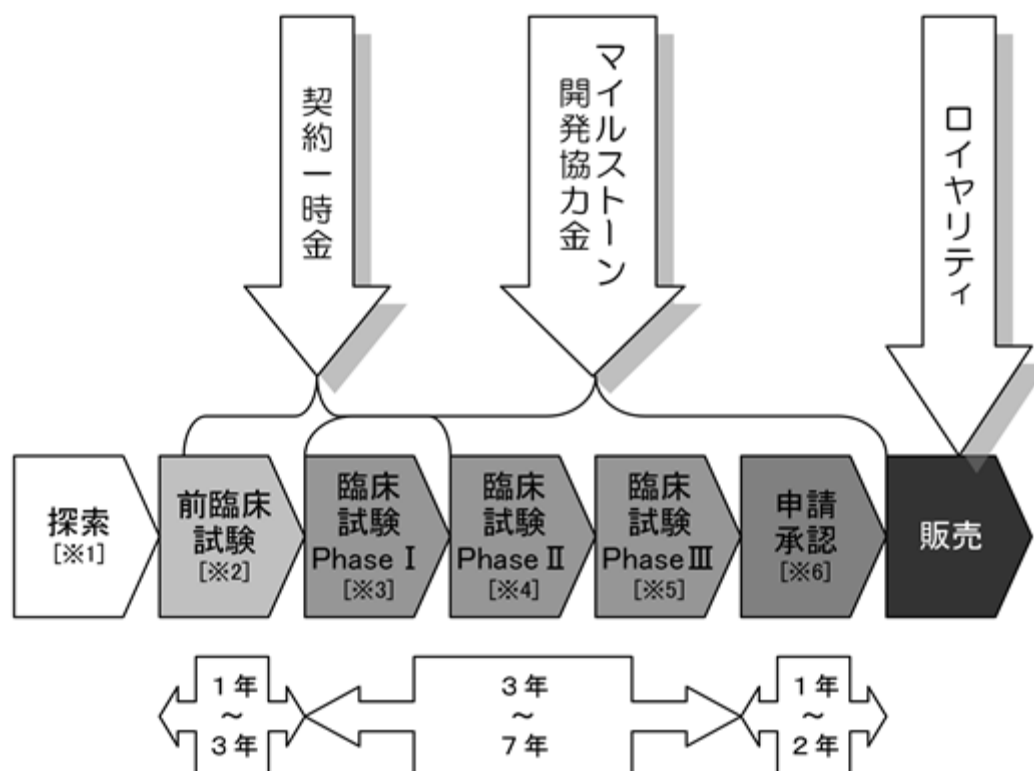 契約一時金
マイルストーン
開発協力金
ロイヤリティ
探索
[※1]
前臨床
試験
[※2]
臨床
試験
Phase Ⅰ
[※3]
臨床
試験
Phase Ⅱ
[※4]
臨床
試験
Phase Ⅲ
[※5]
申請
承認
[※6]
販売
1年
～
3年
3年
～
7年
1年
～
2年